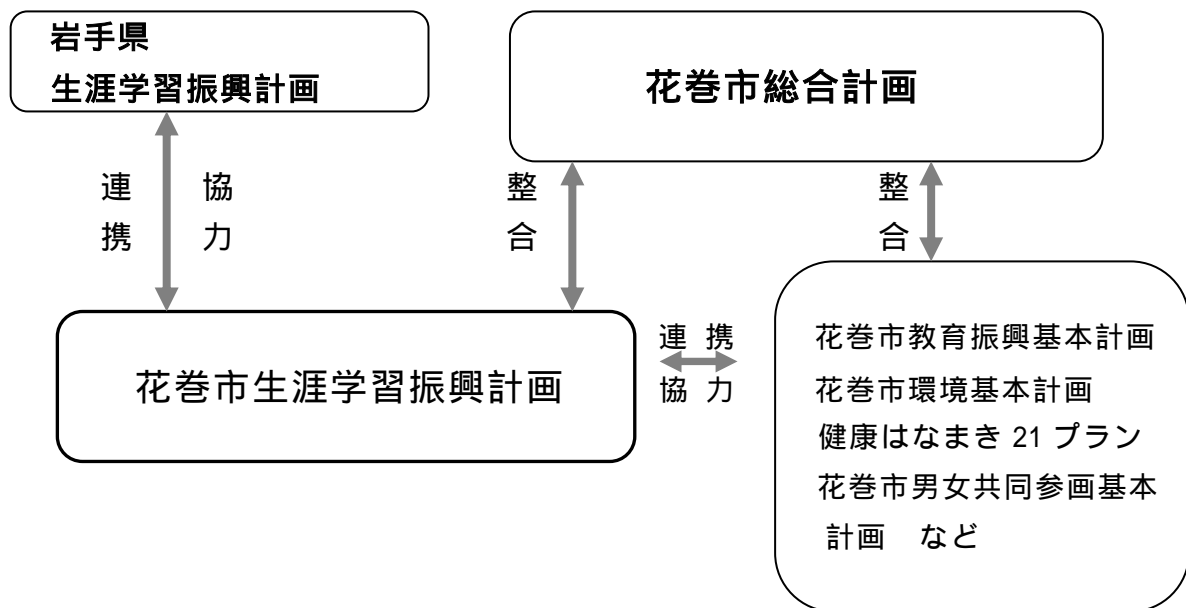 岩手県
生涯学習振興計画
花巻市総合計画
連携
協力
整合
整合
花巻市生涯学習振興計画
連 携
協 力
花巻市教育振興基本計画
花巻市環境基本計画
健康はなまき 21 プラン
花巻市男女共同参画基本
計画　など